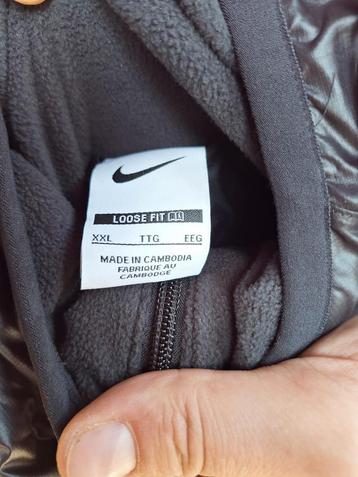 LOOSE FIT
XXL TTG EEG
MADE IN CAMBODIA
FABRIQUE AU
CAMBODGE